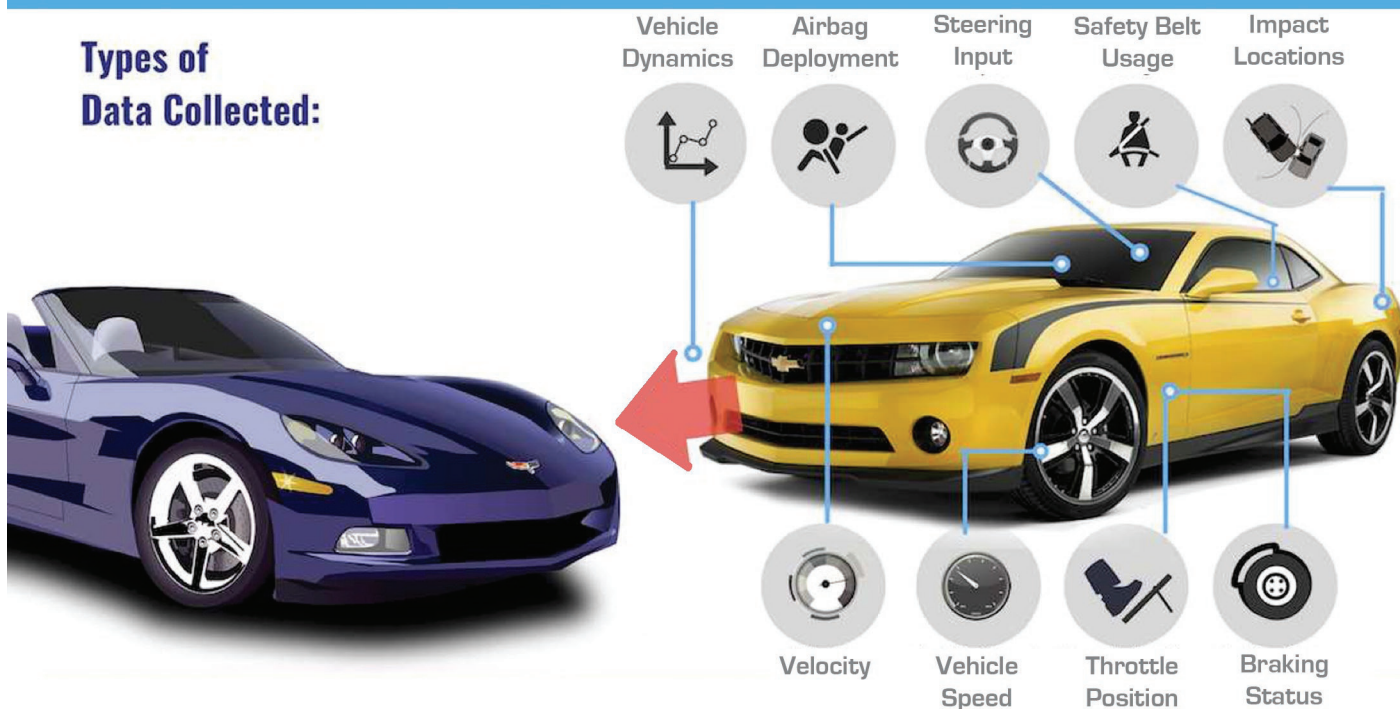 Types of
Data Collected:
Vehicle
Dynamics
Airbag
Deployment
Steering
Input
Safety Belt
Usage
Impact
Locations
Velocity
Vehicle
Speed
Throttle
Position
Braking
Status